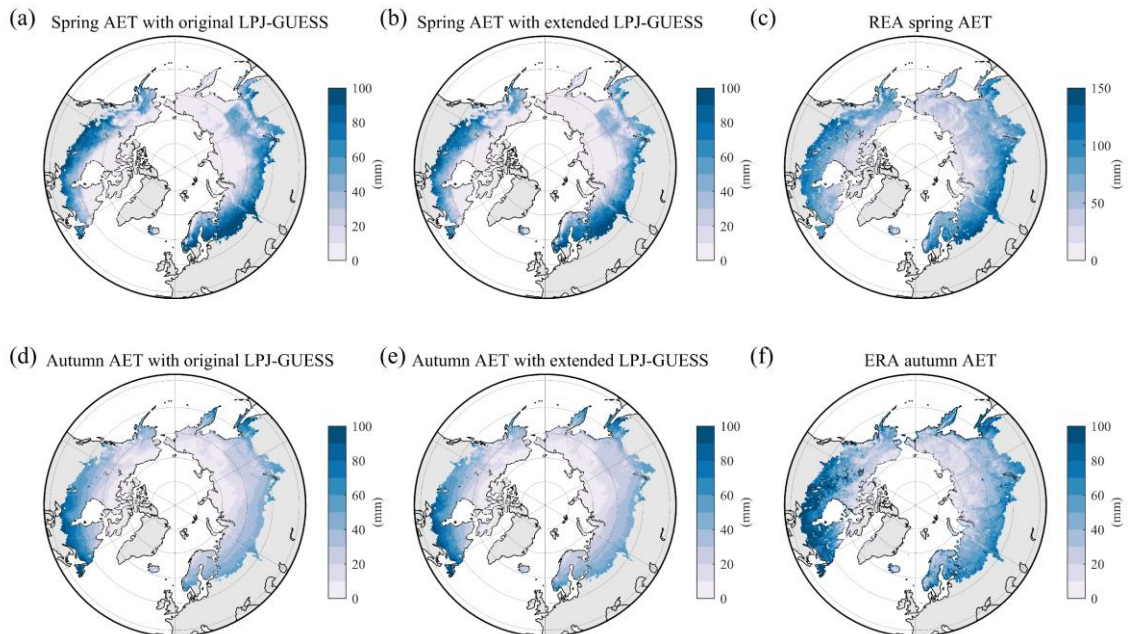 (a) Spring AET with original LPJ-GUESS
(b) Spring AET with extended LPJ-GUESS
(c) REA spring AET
100
80
60
40
20
0
(mm)
100
80
60
40
20
0
(mm)
150
100
50
0
(mm)
(d) Autumn AET with original LPJ-GUESS
(e) Autumn AET with extended LPJ-GUESS
(f) ERA autumn AET
100
80
60
40
20
0
(mm)
100
80
60
40
20
0
(mm)
100
80
60
40
20
0
(mm)